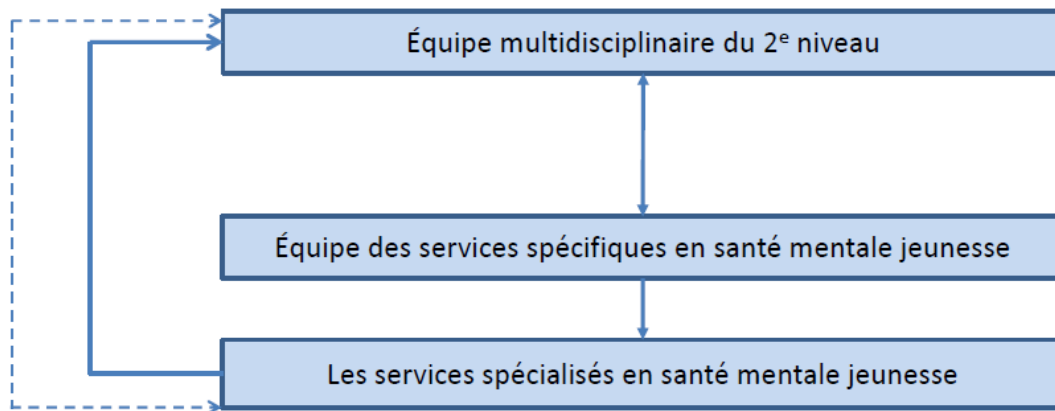 Équipe multidisciplinaire du 2e niveau
Équipe des services spécifiques en santé mentale jeunesse
Les services spécialisés en santé mentale jeunesse